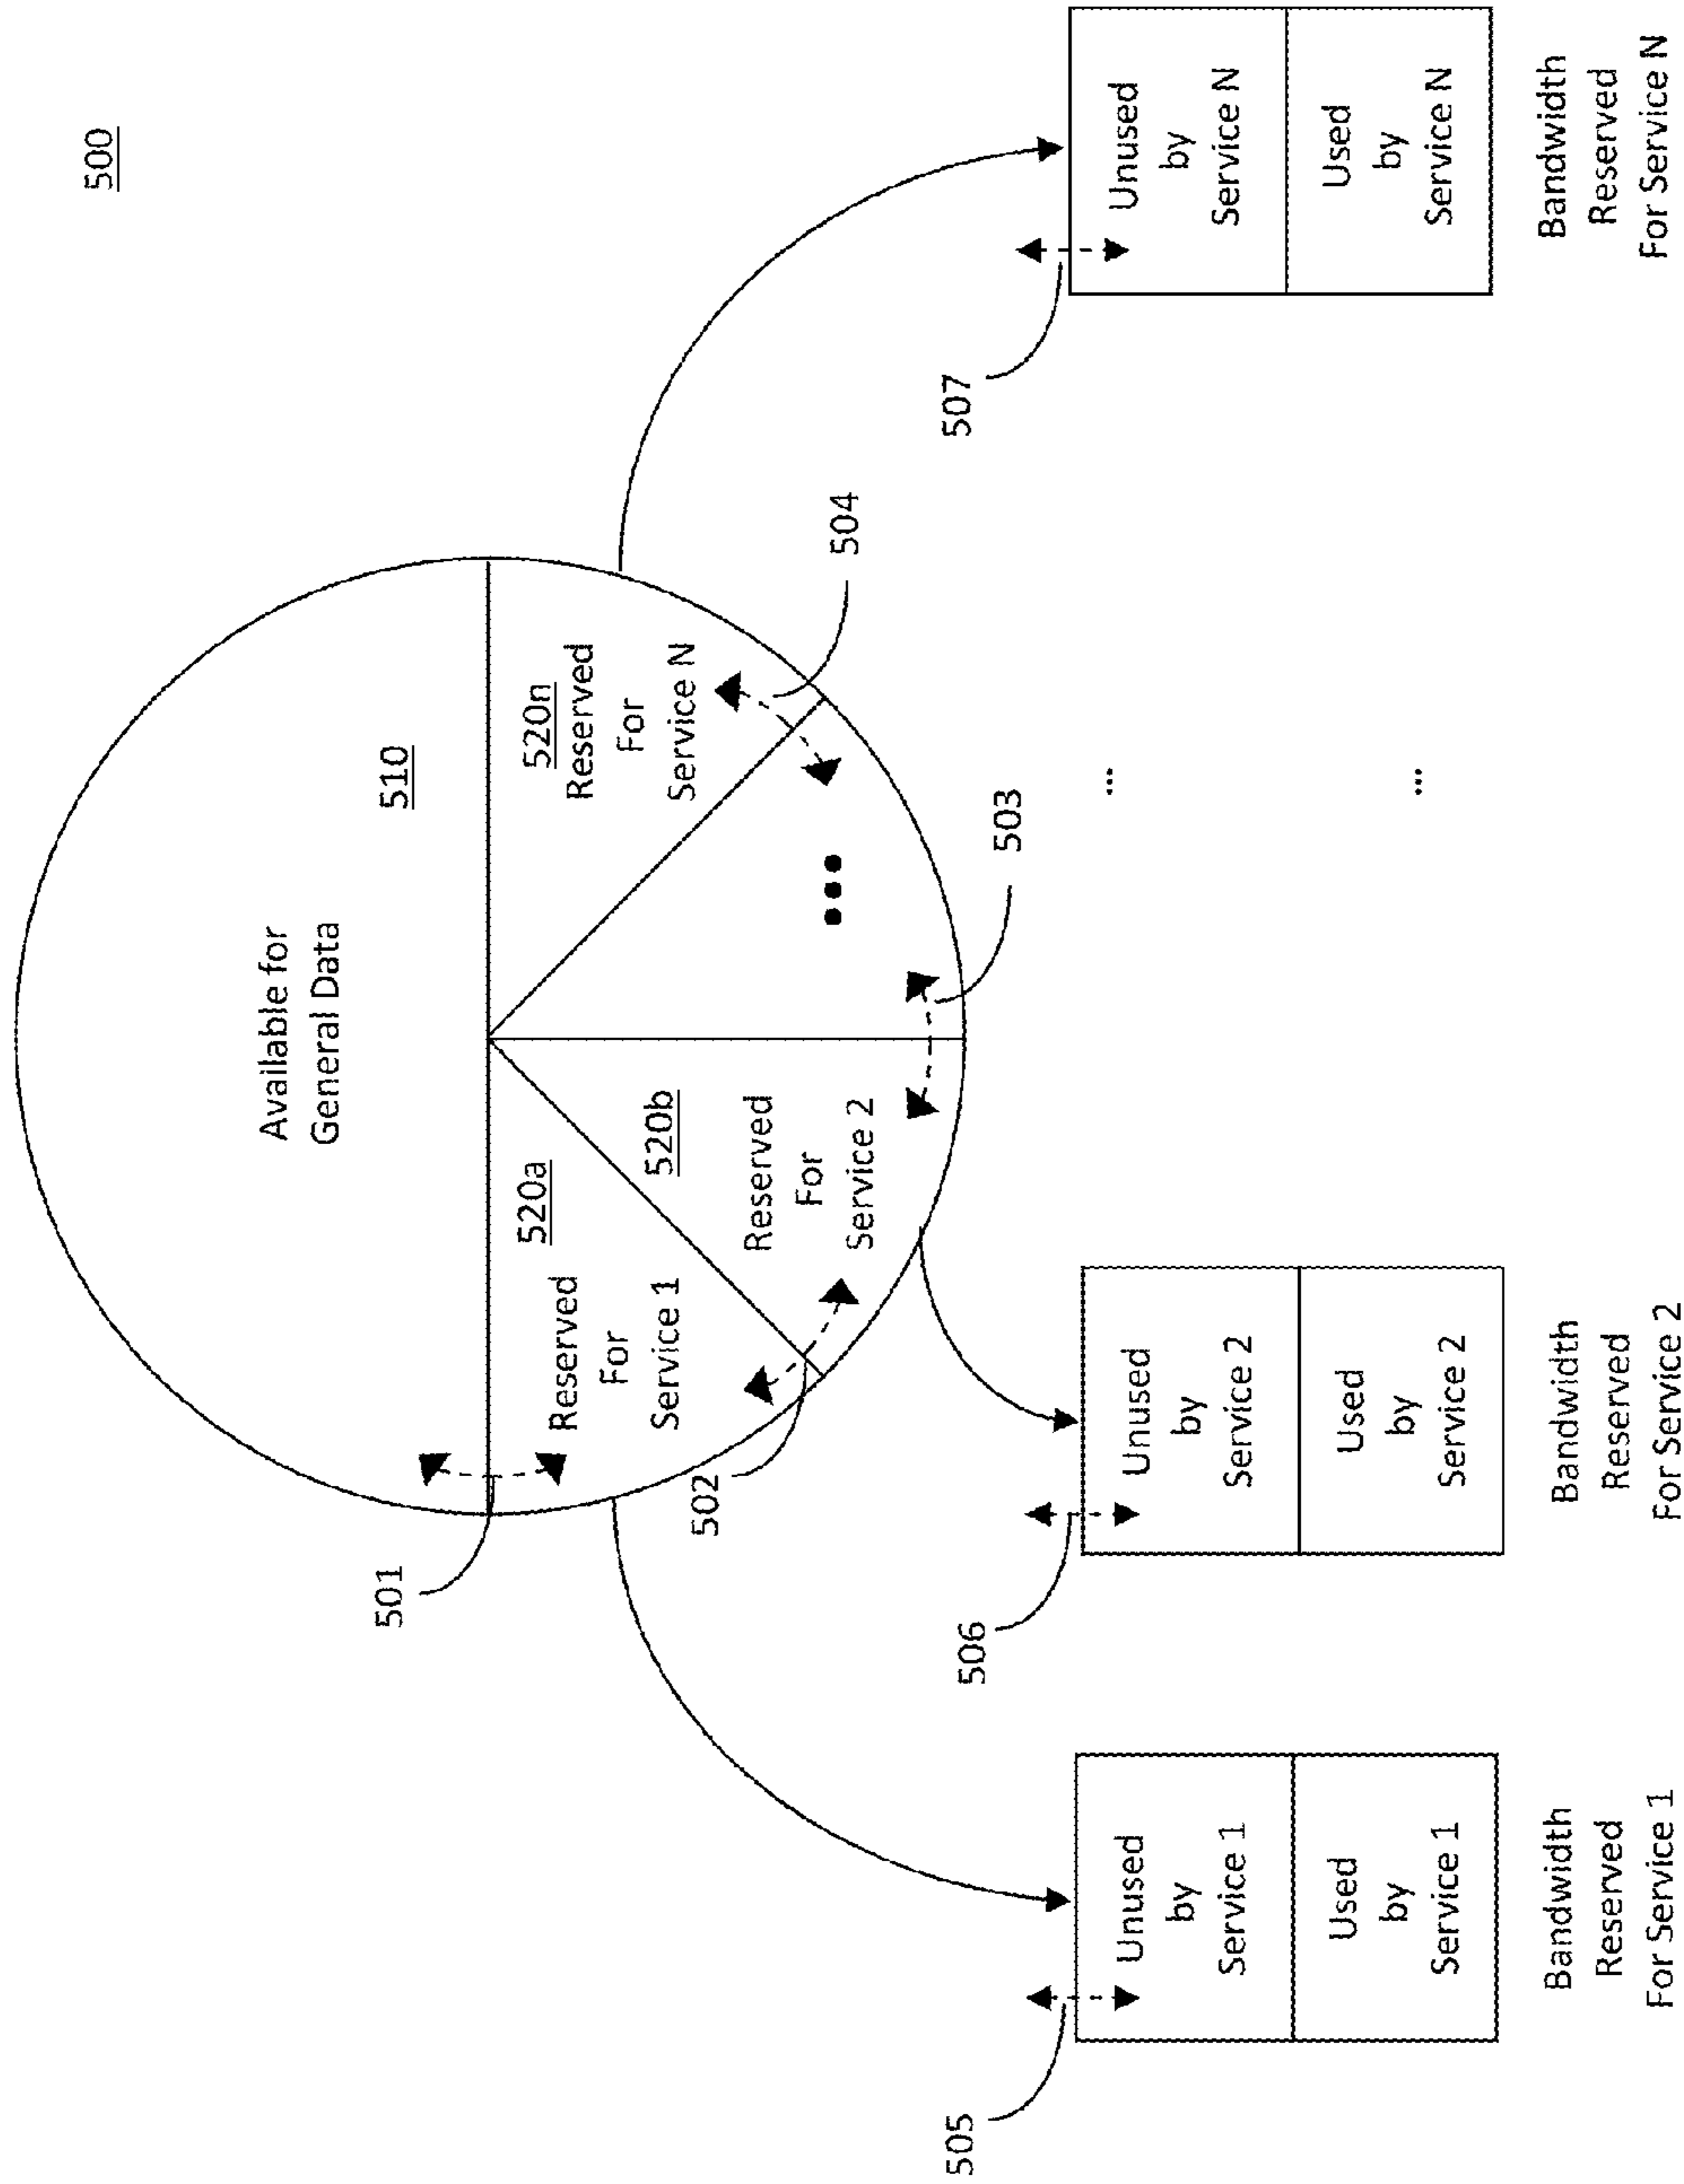 500
Available for
General Data
510
501
520a
Reserved
For
Service 1
520b
Reserved
For
Service 2
•••
520n
Reserved
For
Service N
502
503
504
505
Unused
by
Service 1
Used
by
Service 1
Bandwidth
Reserved
For Service 1
506
Unused
by
Service 2
Used
by
Service 2
Bandwidth
Reserved
For Service 2
...
...
507
Unused
by
Service N
Used
by
Service N
Bandwidth
Reserved
For Service N